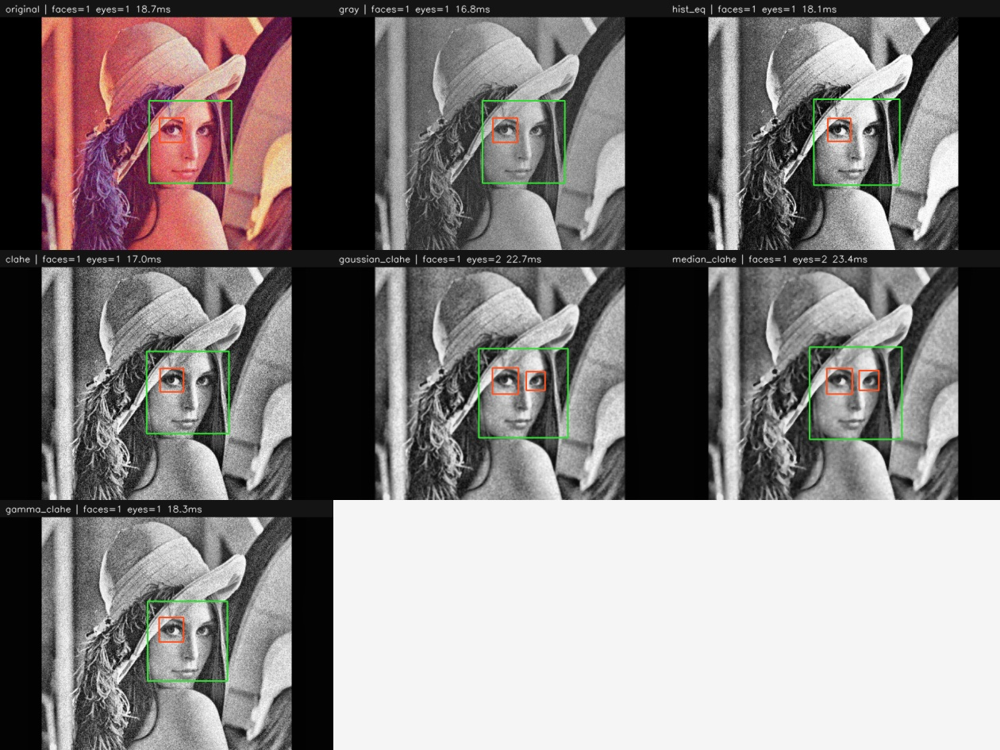 original | faces=1 eyes=1 18.7ms
gray | faces=1 eyes=1 16.8ms
hist_eq | faces=1 eyes=1 18.1ms
clahe | faces=1 eyes=1 17.0ms
gaussian_clahe | faces=1 eyes=2 22.7ms
median_clahe | faces=1 eyes=2 23.4ms
gamma_clahe | faces=1 eyes=1 18.3ms